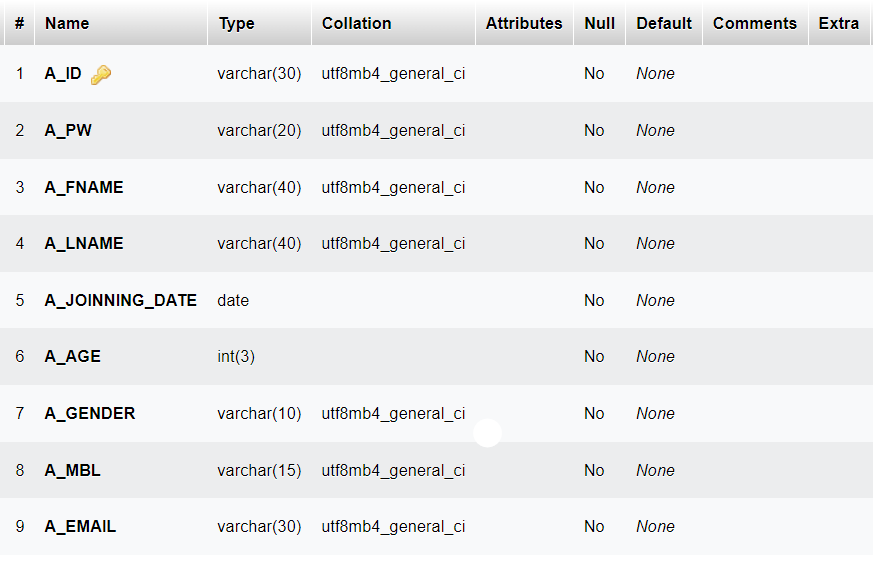 # Name Type Collation Attributes Null Default Comments Extra
1 A_ID varchar(30) utf8mb4_general_ci No None
2 A_PW varchar(20) utf8mb4_general_ci No None
3 A_FNAME varchar(40) utf8mb4_general_ci No None
4 A_LNAME varchar(40) utf8mb4_general_ci No None
5 A_JOINNING_DATE date No None
6 A_AGE int(3) No None
7 A_GENDER varchar(10) utf8mb4_general_ci No None
8 A_MBL varchar(15) utf8mb4_general_ci No None
9 A_EMAIL varchar(30) utf8mb4_general_ci No None